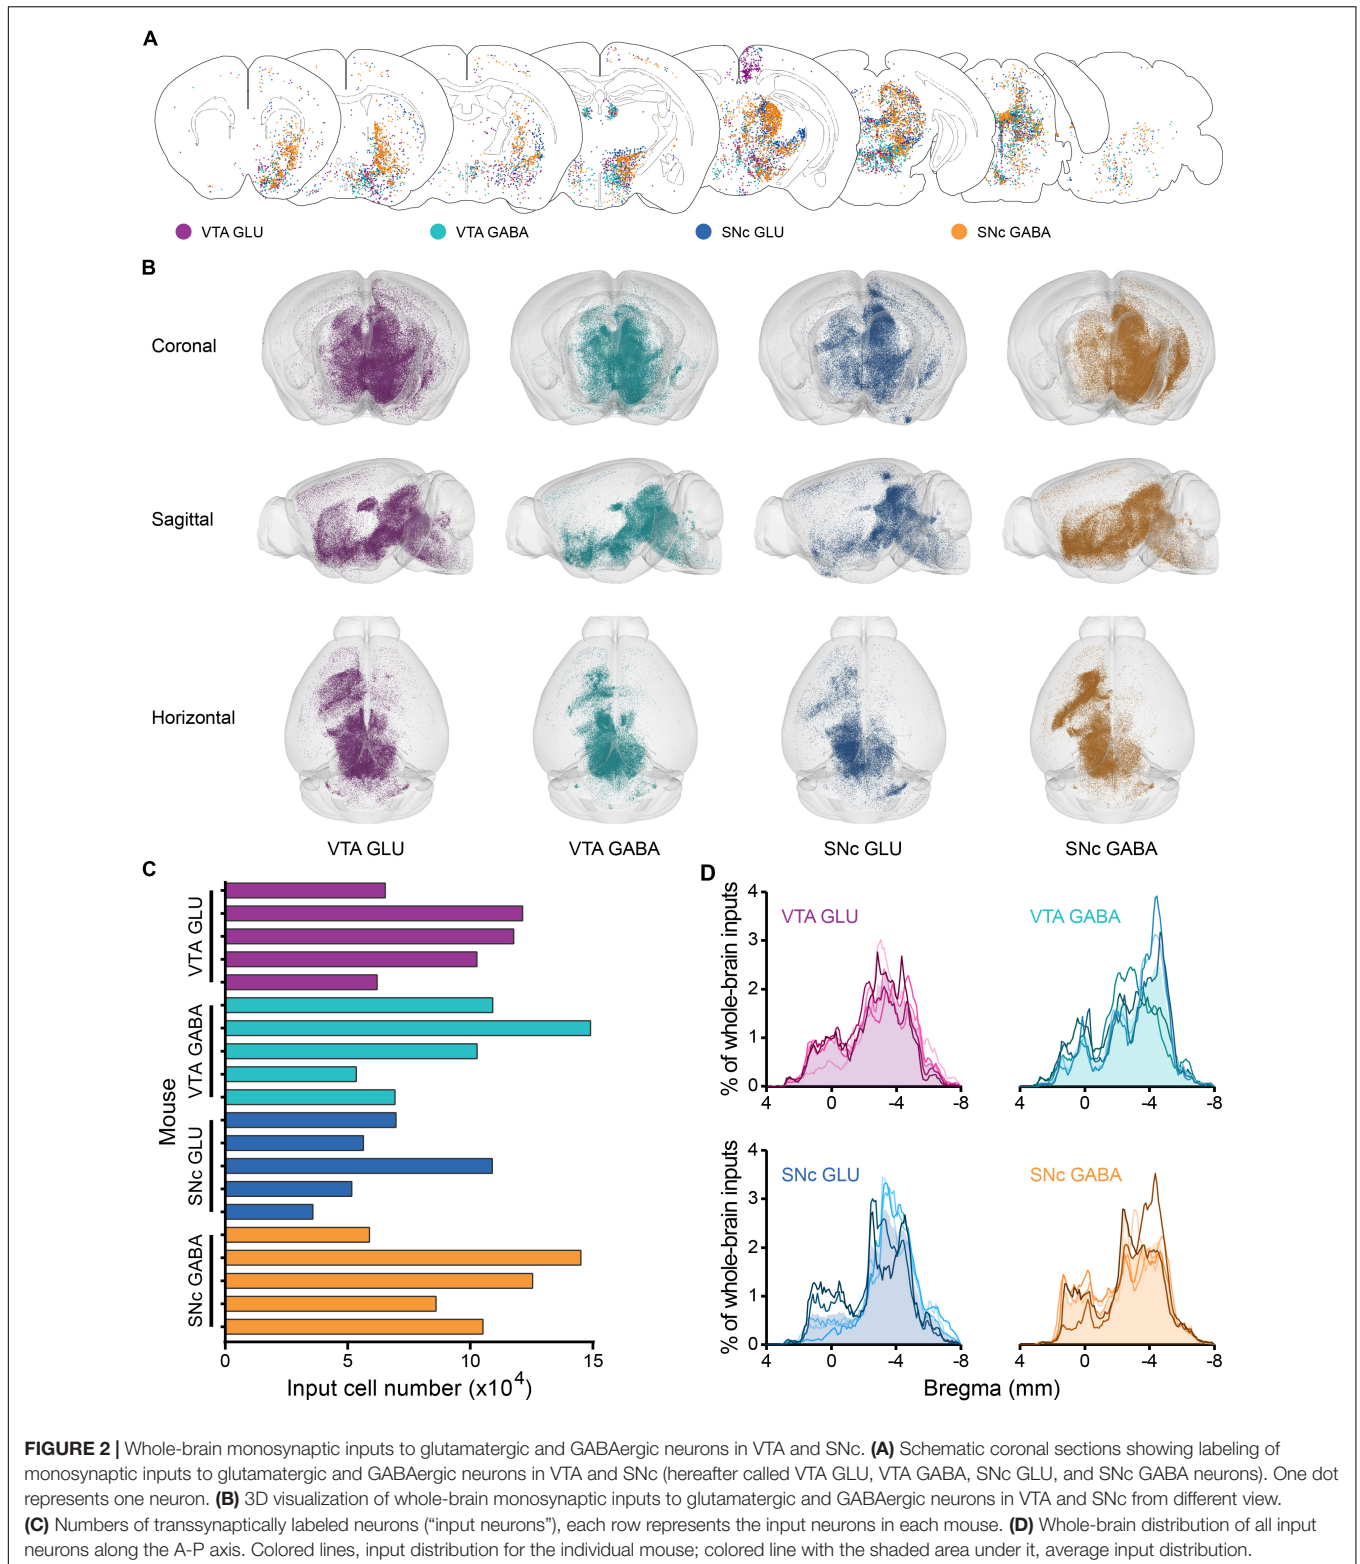 A
VTA GLU
VTA GABA
SNc GLU
SNc GABA
B
Coronal
Sagittal
Horizontal
VTA GLU
VTA GABA
SNc GLU
SNc GABA
C
Mouse
VTA GLU
VTA GABA
SNc GLU
SNc GABA
0 5 10 15
Input cell number (x10⁴)
D
% of whole-brain inputs
4
3
2
1
0
VTA GLU
4 0 -4 -8
VTA GABA
4 0 -4 -8
% of whole-brain inputs
4
3
2
1
0
SNc GLU
4 0 -4 -8
SNc GABA
4 0 -4 -8
Bregma (mm)
FIGURE 2 | Whole-brain monosynaptic inputs to glutamatergic and GABAergic neurons in VTA and SNc. (A) Schematic coronal sections showing labeling of
monosynaptic inputs to glutamatergic and GABAergic neurons in VTA and SNc (hereafter called VTA GLU, VTA GABA, SNc GLU, and SNc GABA neurons). One dot
represents one neuron. (B) 3D visualization of whole-brain monosynaptic inputs to glutamatergic and GABAergic neurons in VTA and SNc from different view.
(C) Numbers of transsynaptically labeled neurons (“input neurons”), each row represents the input neurons in each mouse. (D) Whole-brain distribution of all input
neurons along the A-P axis. Colored lines, input distribution for the individual mouse; colored line with the shaded area under it, average input distribution.